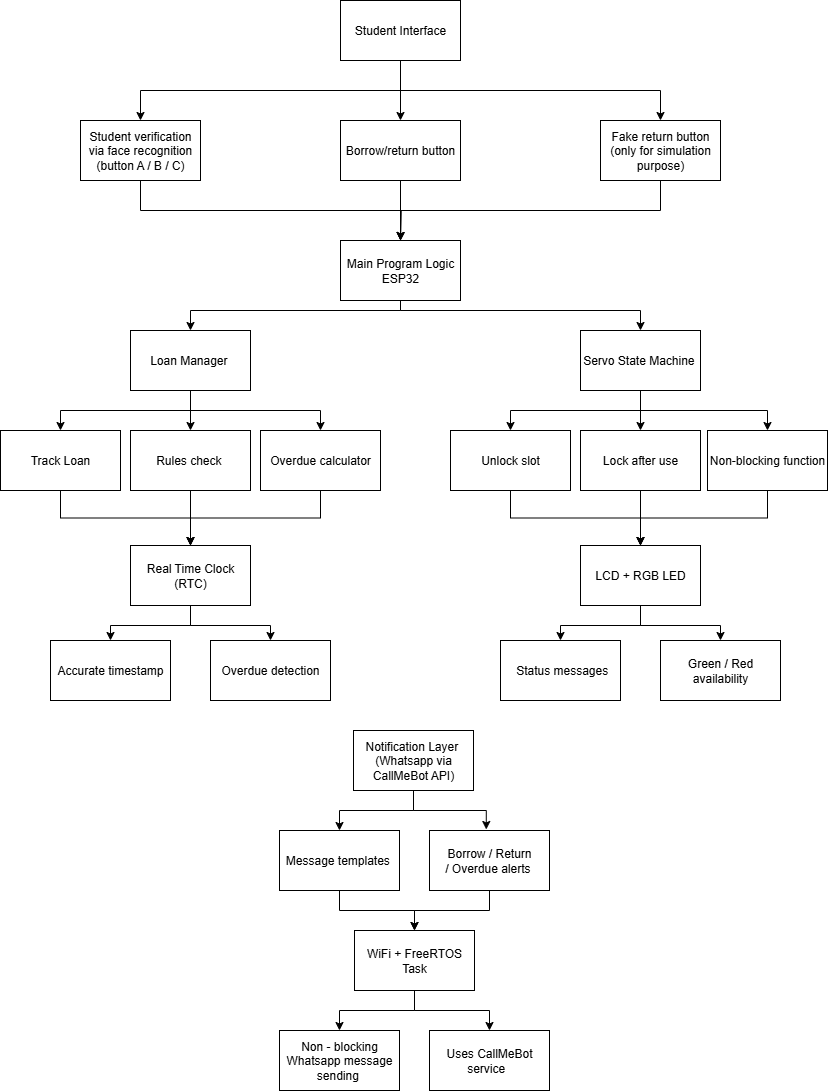 Student Interface
Student verification
via face recognition
(button A / B / C)
Borrow/return button
Fake return button
(only for simulation
purpose)
Main Program Logic
ESP32
Loan Manager
Servo State Machine
Track Loan
Rules check
Overdue calculator
Unlock slot
Lock after use
Non-blocking function
Real Time Clock
(RTC)
LCD + RGB LED
Accurate timestamp
Overdue detection
Status messages
Green / Red
availability
Notification Layer
(Whatsapp via
CallMeBot API)
Message templates
Borrow / Return
/ Overdue alerts
WiFi + FreeRTOS
Task
Non - blocking
Whatsapp message
sending
Uses CallMeBot
service